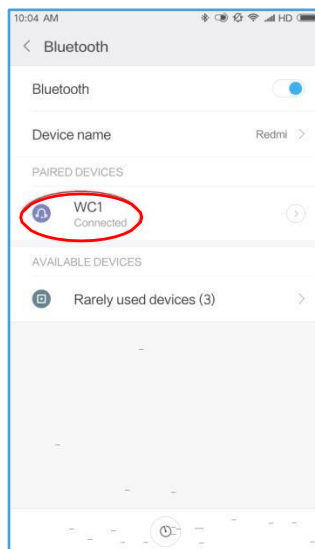 10:04 AM HD
< Bluetooth
Bluetooth
Device name Redmi >
PAIRED DEVICES
WC1
Connected
AVAILABLE DEVICES
Rarely used devices (3) >